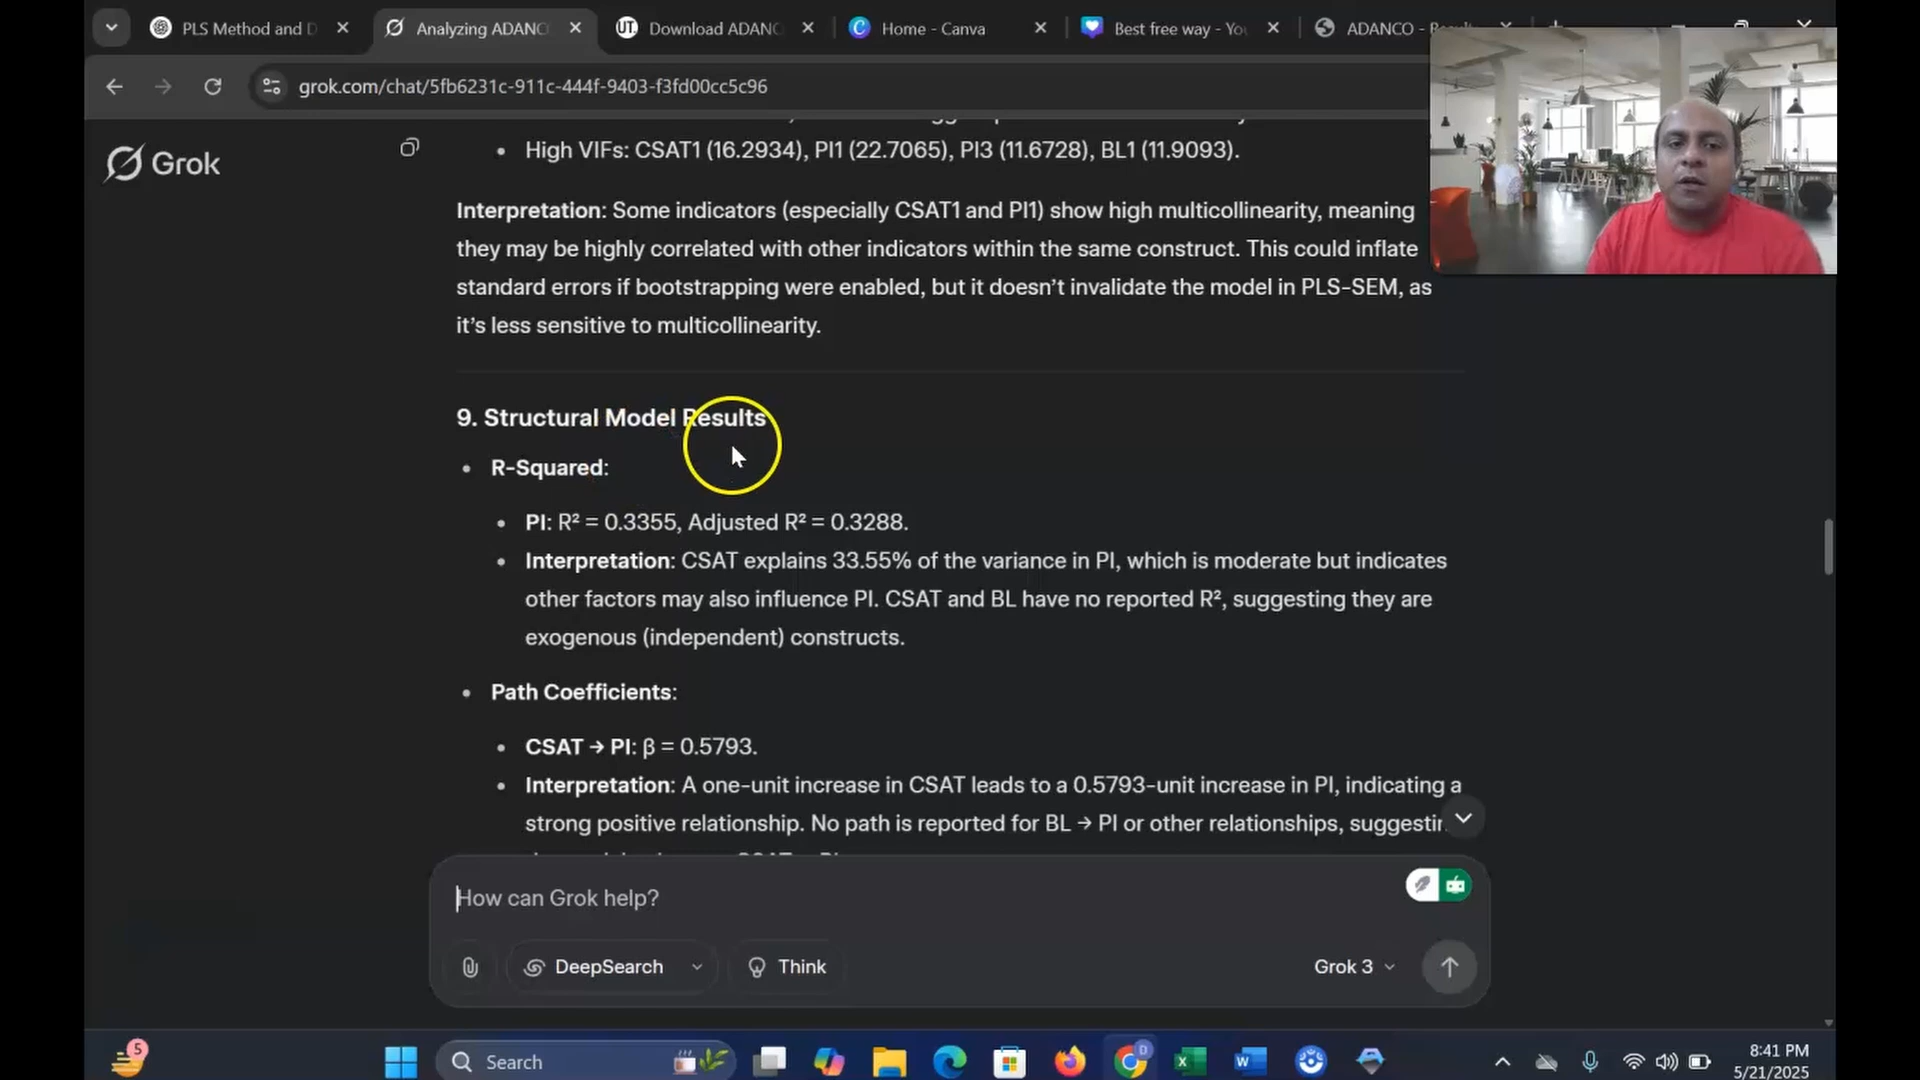 PLS Method and D
Analyzing ADANC
UT.
Download ADANC
Home - Canva
Best free way - Yo
ADANCO - Resul
grok.com/chat/5fb6231c-911c-444f-9403-f3fd00cc5c96
Grok
• High VIFs: CSAT1 (16.2934), PI1 (22.7065), PI3 (11.6728), BL1 (11.9093).
Interpretation: Some indicators (especially CSAT1 and PI1) show high multicollinearity, meaning
they may be highly correlated with other indicators within the same construct. This could inflate
standard errors if bootstrapping were enabled, but it doesn't invalidate the model in PLS-SEM, as
it's less sensitive to multicollinearity.
9. Structural Model Results
• R-Squared:
• PI: R² = 0.3355, Adjusted R² = 0.3288.
• Interpretation: CSAT explains 33.55% of the variance in PI, which is moderate but indicates
other factors may also influence PI. CSAT and BL have no reported R², suggesting they are
exogenous (independent) constructs.
• Path Coefficients:
• CSAT → PI: β = 0.5793.
• Interpretation: A one-unit increase in CSAT leads to a 0.5793-unit increase in PI, indicating a
strong positive relationship. No path is reported for BL → PI or other relationships, suggestin
How can Grok help?
DeepSearch
Think
Grok 3
5
Search
8:41 PM
5/21/2025